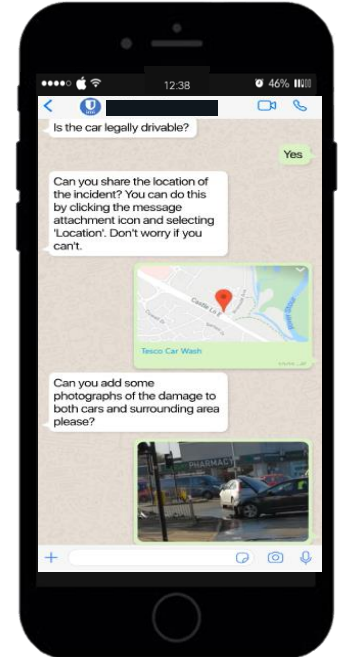 12:38
46%
Is the car legally drivable?
Yes
Can you share the location of
the incident? You can do this
by clicking the message
attachment icon and selecting
'Location'. Don't worry if you
can't.
Castle Ln E
Tesco Car Wash
Can you add some
photographs of the damage to
both cars and surrounding area
please?
PHARMACY